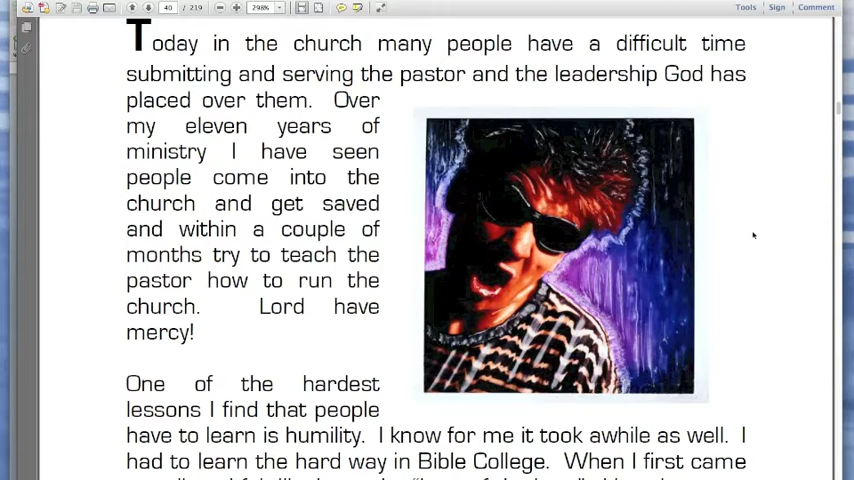 40 / 219
298%
Tools Sign Comment
Today in the church many people have a difficult time
submitting and serving the pastor and the leadership God has
placed over them. Over
my eleven years of
ministry I have seen
people come into the
church and get saved
and within a couple of
months try to teach the
pastor how to run the
church. Lord have
mercy!
One of the hardest
lessons I find that people
have to learn is humility. I know for me it took awhile as well. I
had to learn the hard way in Bible College. When I first came